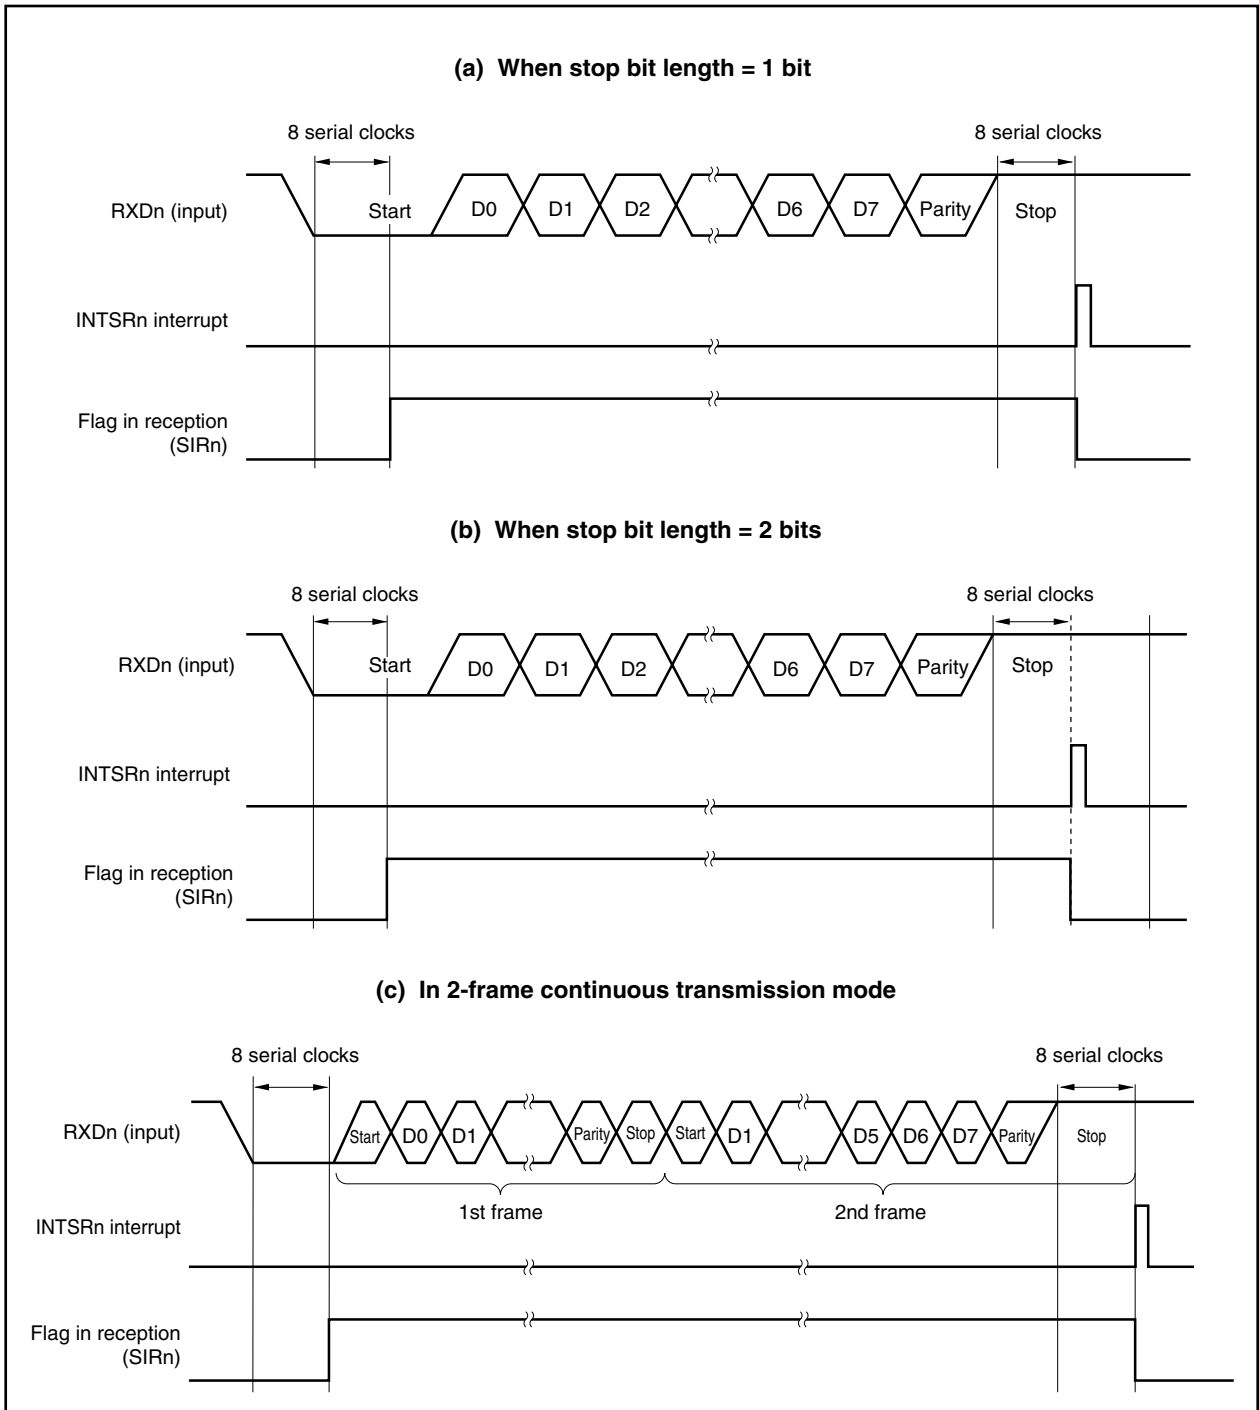 (a) When stop bit length = 1 bit
8 serial clocks 8 serial clocks
RXDn (input) Start D0 D1 D2 D6 D7 Parity Stop
INTSRn interrupt
Flag in reception
(SIRn)
(b) When stop bit length = 2 bits
8 serial clocks 8 serial clocks
RXDn (input) Start D0 D1 D2 D6 D7 Parity Stop
INTSRn interrupt
Flag in reception
(SIRn)
(c) In 2-frame continuous transmission mode
8 serial clocks 8 serial clocks
RXDn (input) Start D0 D1 Parity Stop Start D1 D5 D6 D7 Parity Stop
1st frame 2nd frame
INTSRn interrupt
Flag in reception
(SIRn)